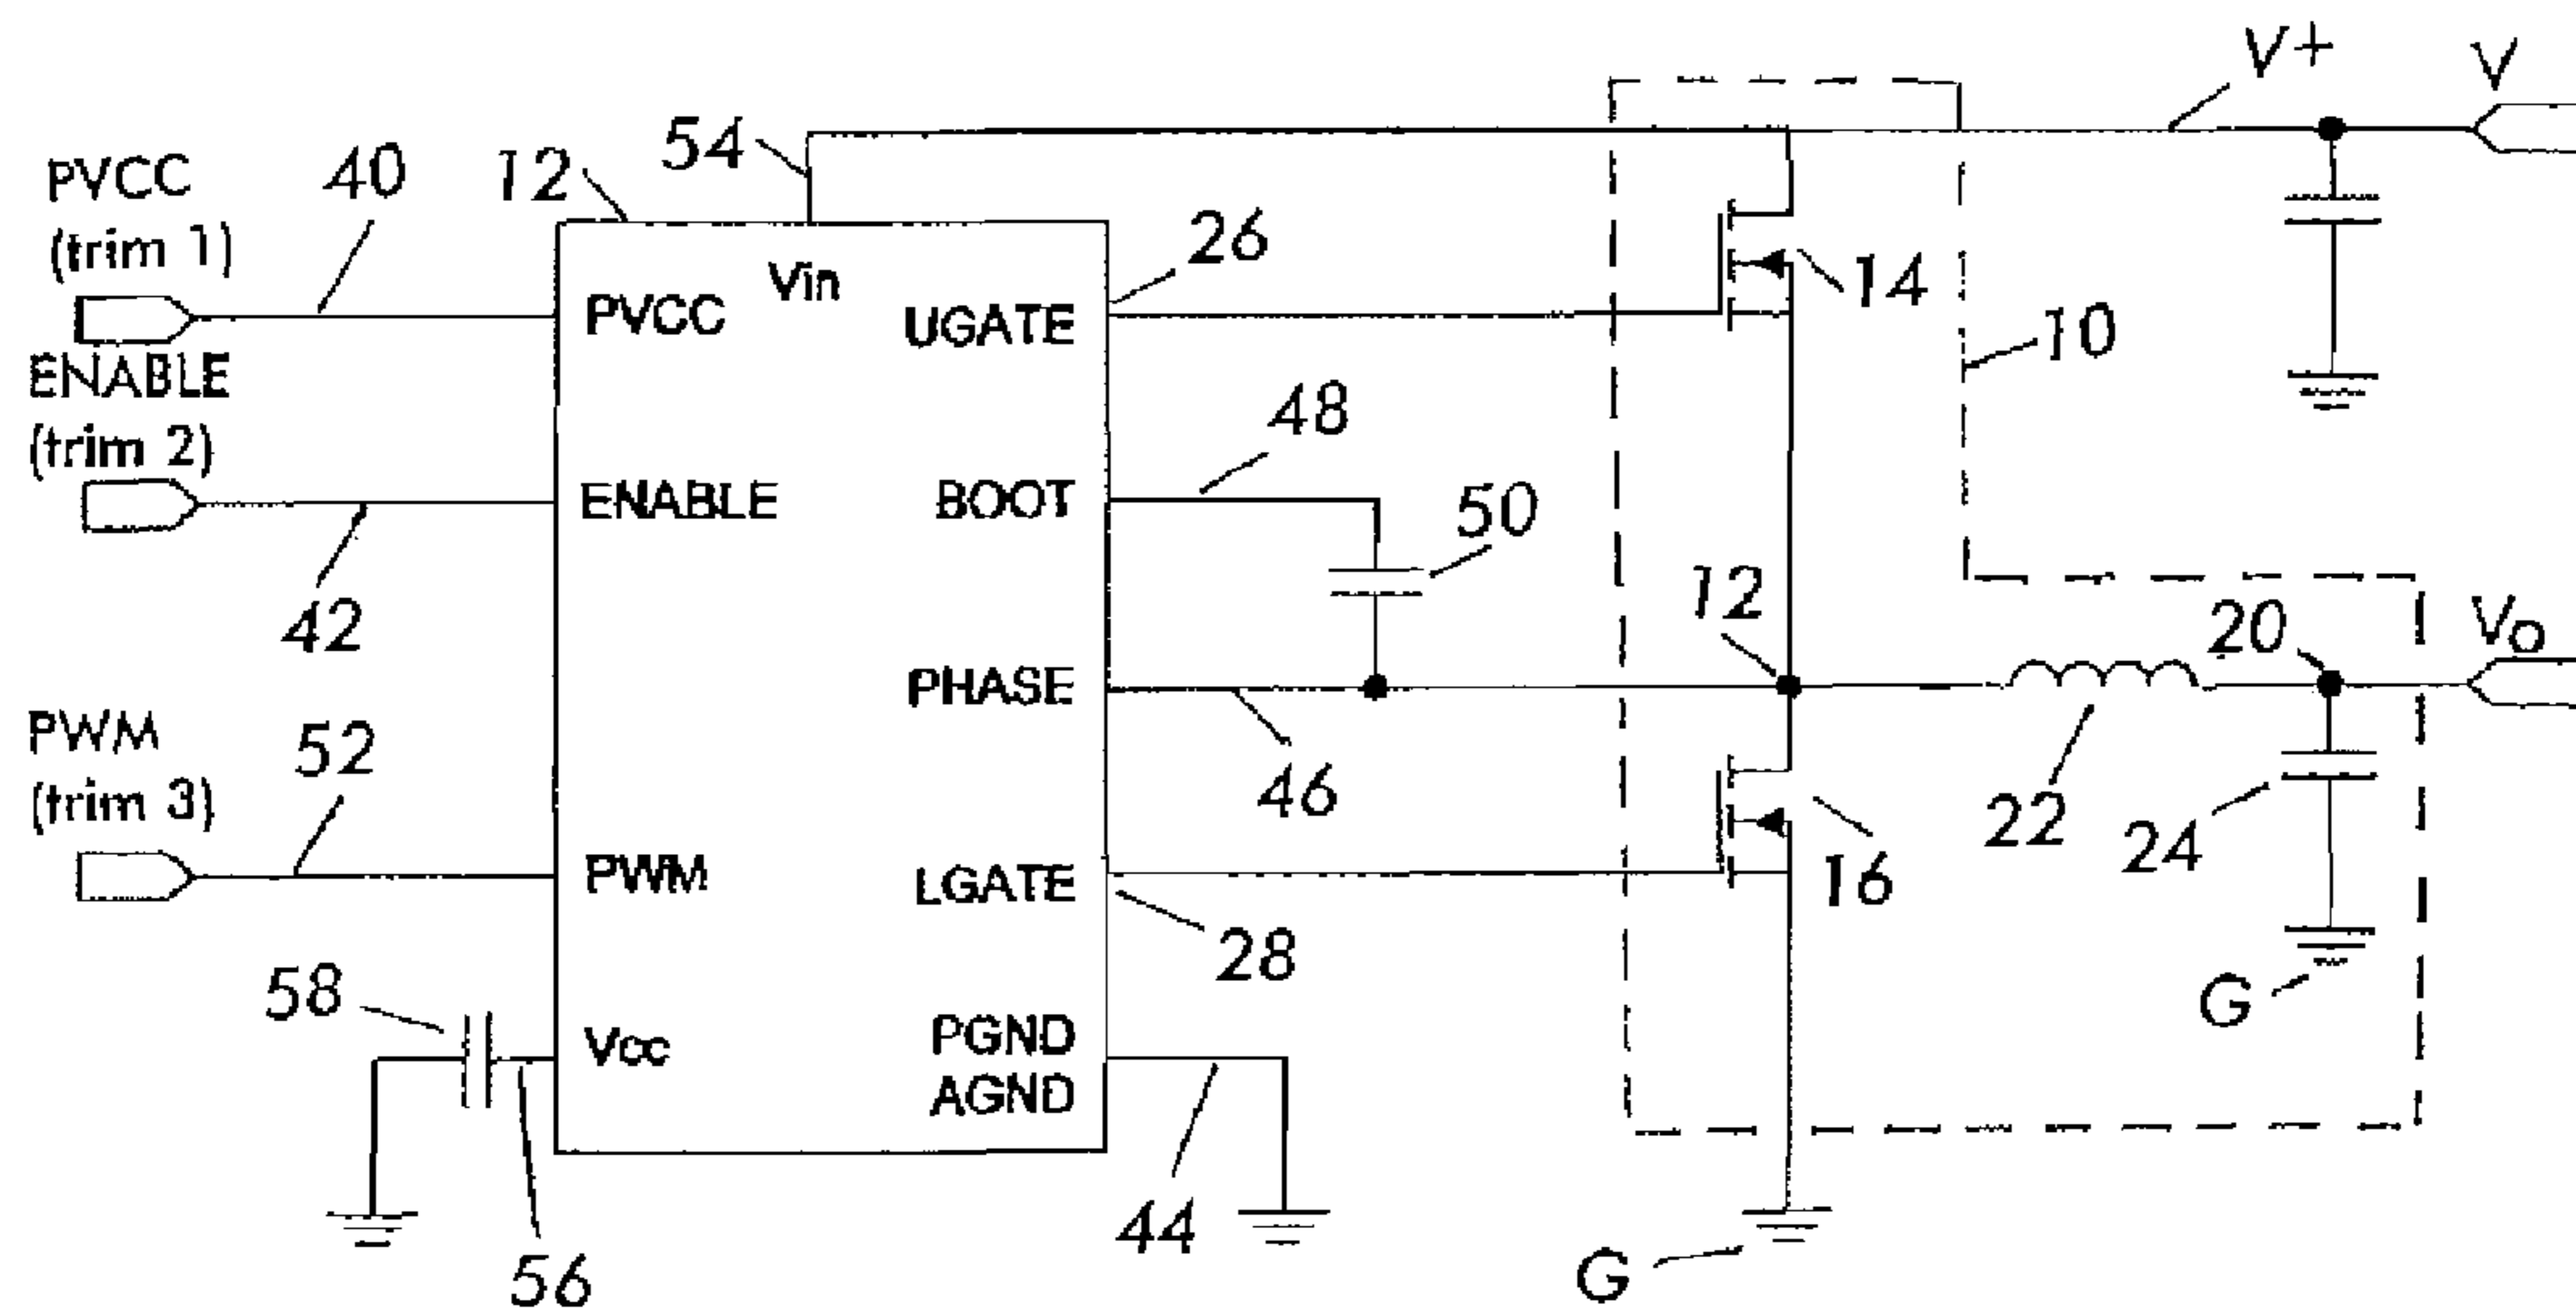 V+
V
PVCC
(trim 1)
40
12
54
Vin
26
PVCC
UGATE
14
10
ENABLE
(trim 2)
48
ENABLE
BOOT
50
42
12
20
Vo
PHASE
PWM
(trim 3)
52
46
22
24
PWM
LGATE
16
28
58
G
Vcc
PGND
AGND
44
56
G